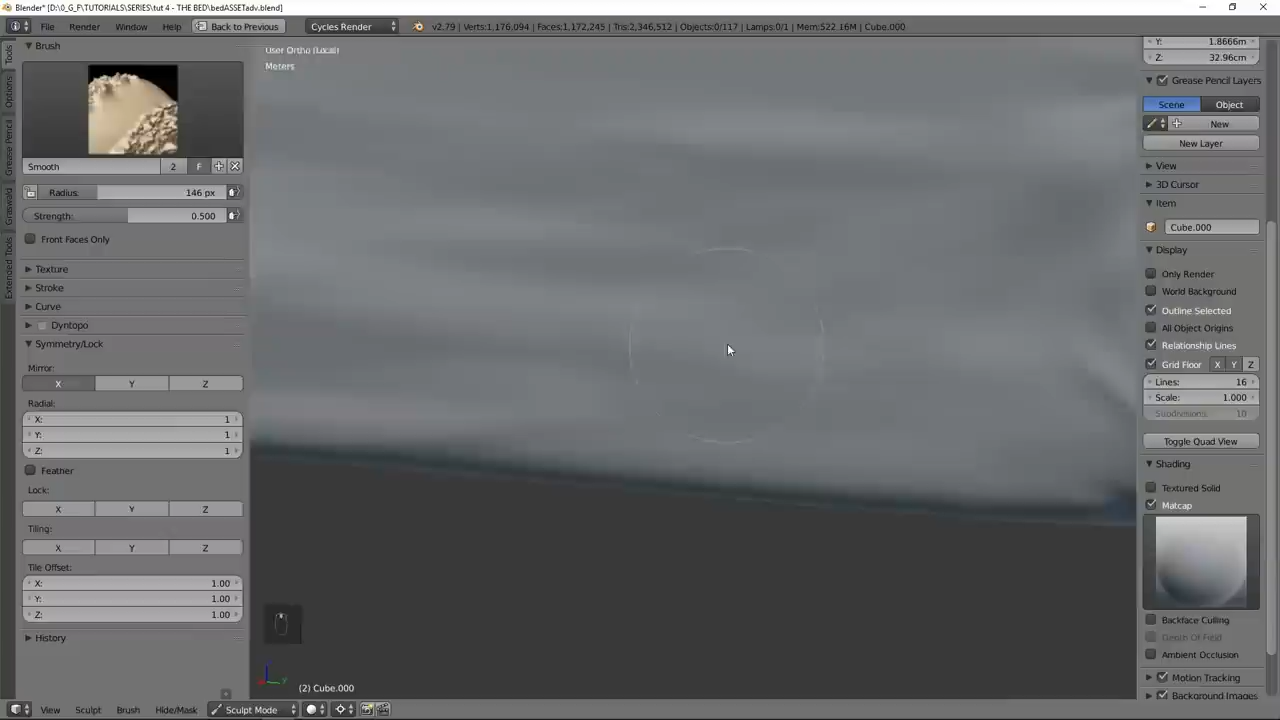 Blender* [D:\0_G_F\TUTORIALS\SERIES\tut 4 - THE BED\bedASSETadv.blend]
File Render Window Help Back to Previous Cycles Render v2.79 | Verts:1,176,094 | Faces:1,172,245 | Tris:2,346,512 | Objects:0/117 | Lamps:0/1 | Mem:522.16M | Cube.000
Tools
Options
Grease Pencil
Graswald
Extended Tools
Brush
Smooth 2 F
Radius: 146 px
Strength: 0.500
Front Faces Only
Texture
Stroke
Curve
Dyntopo
Symmetry/Lock
Mirror:
X Y Z
Radial:
X: 1
Y: 1
Z: 1
Feather
Lock:
X Y Z
Tiling:
X Y Z
Tile Offset:
X: 1.00
Y: 1.00
Z: 1.00
History
User Ortho (Local)
Meters
(2) Cube.000
Y: 1.8666m
Z: 32.96cm
Grease Pencil Layers
Scene Object
New
New Layer
View
3D Cursor
Item
Cube.000
Display
Only Render
World Background
Outline Selected
All Object Origins
Relationship Lines
Grid Floor X Y Z
Lines: 16
Scale: 1.000
Subdivisions: 10
Toggle Quad View
Shading
Textured Solid
Matcap
Backface Culling
Depth Of Field
Ambient Occlusion
Motion Tracking
Background Images
View Sculpt Brush Hide/Mask Sculpt Mode